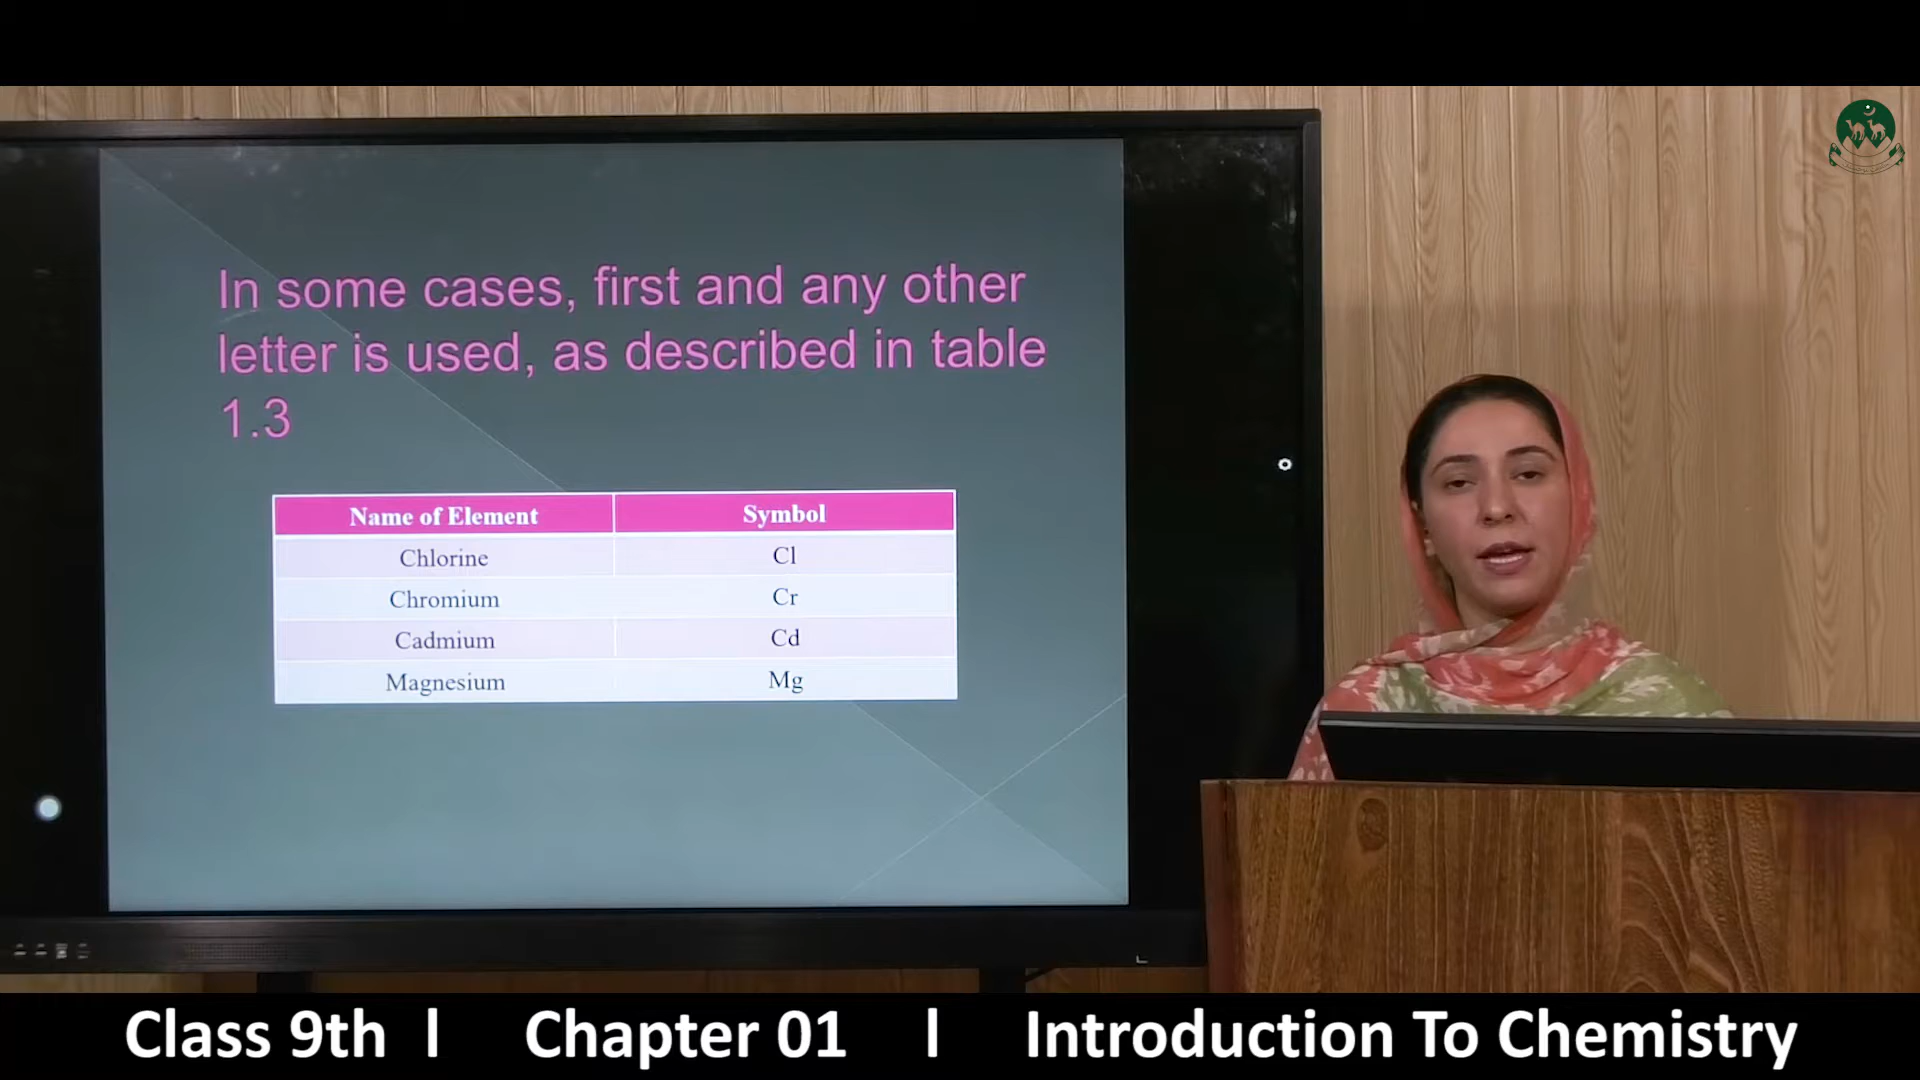 In some cases, first and any other
letter is used, as described in table
1.3
Name of Element Symbol
Chlorine Cl
Chromium Cr
Cadmium Cd
Magnesium Mg
Class 9th l Chapter 01 l Introduction To Chemistry